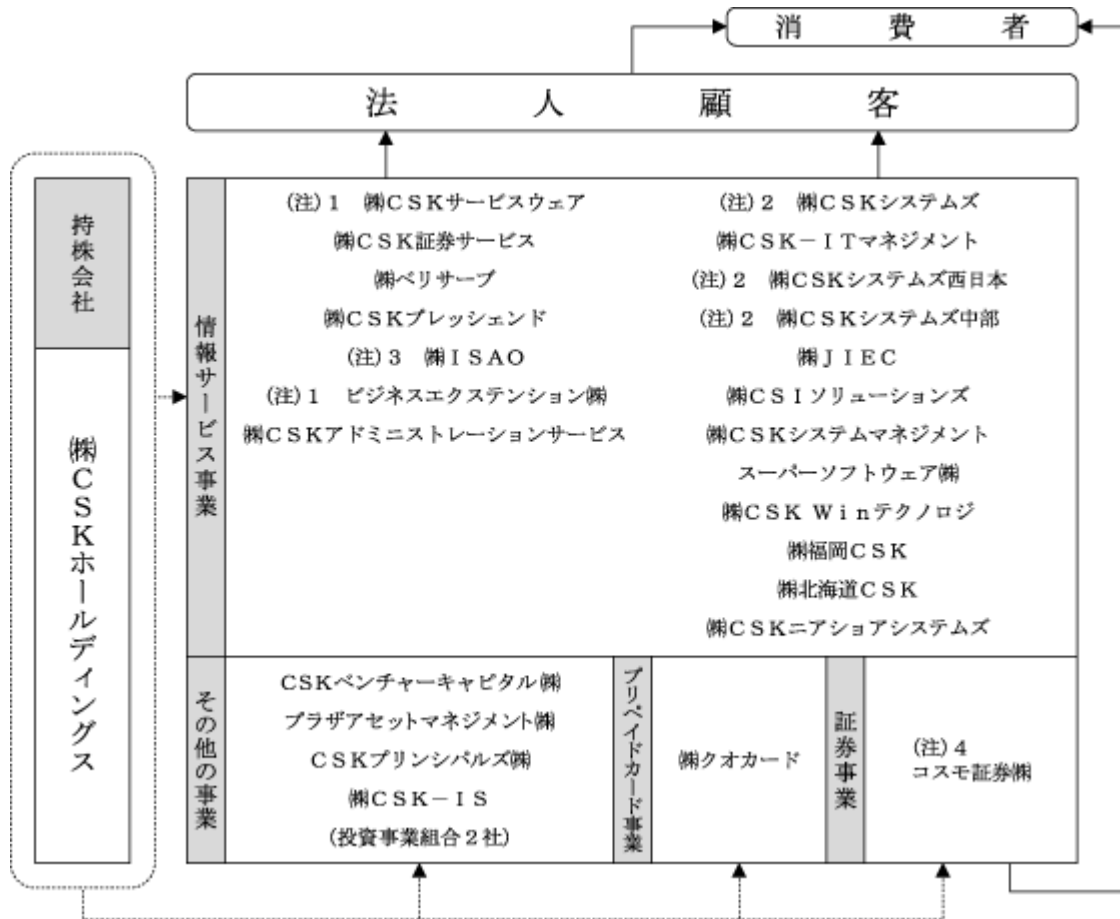 消費者
法人顧客
持株会社
㈱CSKホールディングス
情報サービス事業
(注)1 ㈱CSKサービスウェア
㈱CSK証券サービス
㈱ベリサーブ
㈱CSKプレッシェンド
(注)3 ㈱ISAO
(注)1 ビジネスエクステンション㈱
㈱CSKアドミニストレーションサービス
(注)2 ㈱CSKシステムズ
㈱CSK-ITマネジメント
(注)2 ㈱CSKシステムズ西日本
(注)2 ㈱CSKシステムズ中部
㈱JIEC
㈱CSIソリューションズ
㈱CSKシステムマネジメント
スーパーソフトウェア㈱
㈱CSK Winテクノロジ
㈱福岡CSK
㈱北海道CSK
㈱CSKニアショアシステムズ
その他の事業
CSKベンチャーキャピタル㈱
プラザアセットマネジメント㈱
CSKプリンシパルズ㈱
㈱CSK-IS
(投資事業組合2社)
プリペイドカード事業
㈱クオカード
証券事業
(注)4
コスモ証券㈱